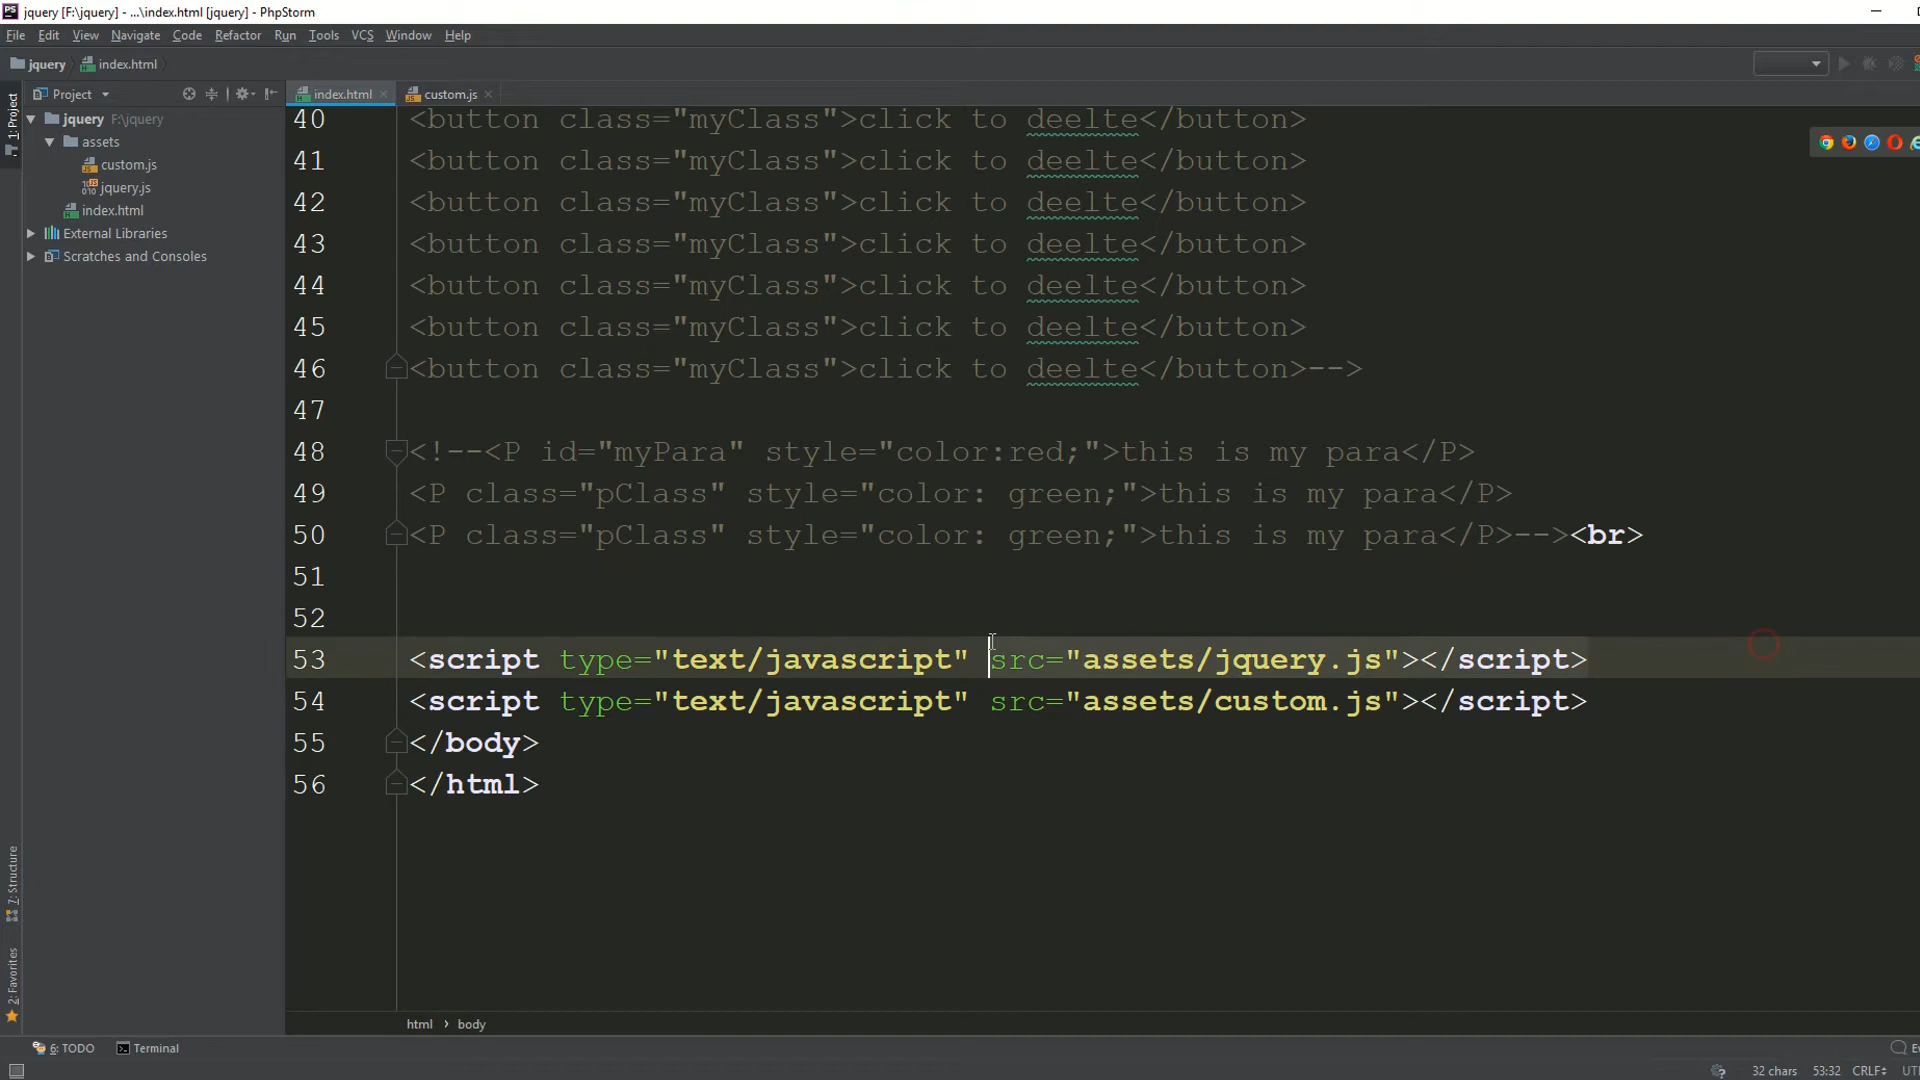 jquery [F:\jquery] - ...\index.html [jquery] - PhpStorm
File Edit View Navigate Code Refactor Run Tools VCS Window Help
jquery index.html
Project
index.html custom.js
1: Project
jquery F:\jquery
assets
custom.js
jquery.js
index.html
External Libraries
Scratches and Consoles
40 <button class="myClass">click to deelte</button>
41 <button class="myClass">click to deelte</button>
42 <button class="myClass">click to deelte</button>
43 <button class="myClass">click to deelte</button>
44 <button class="myClass">click to deelte</button>
45 <button class="myClass">click to deelte</button>
46 <button class="myClass">click to deelte</button>-->
47
48 <!--<P id="myPara" style="color:red;">this is my para</P>
49 <P class="pClass" style="color: green;">this is my para</P>
50 <P class="pClass" style="color: green;">this is my para</P>--><br>
51
52
53 <script type="text/javascript" src="assets/jquery.js"></script>
54 <script type="text/javascript" src="assets/custom.js"></script>
55 </body>
56 </html>
7: Structure
2: Favorites
html › body
6: TODO Terminal
32 chars 53:32 CRLF